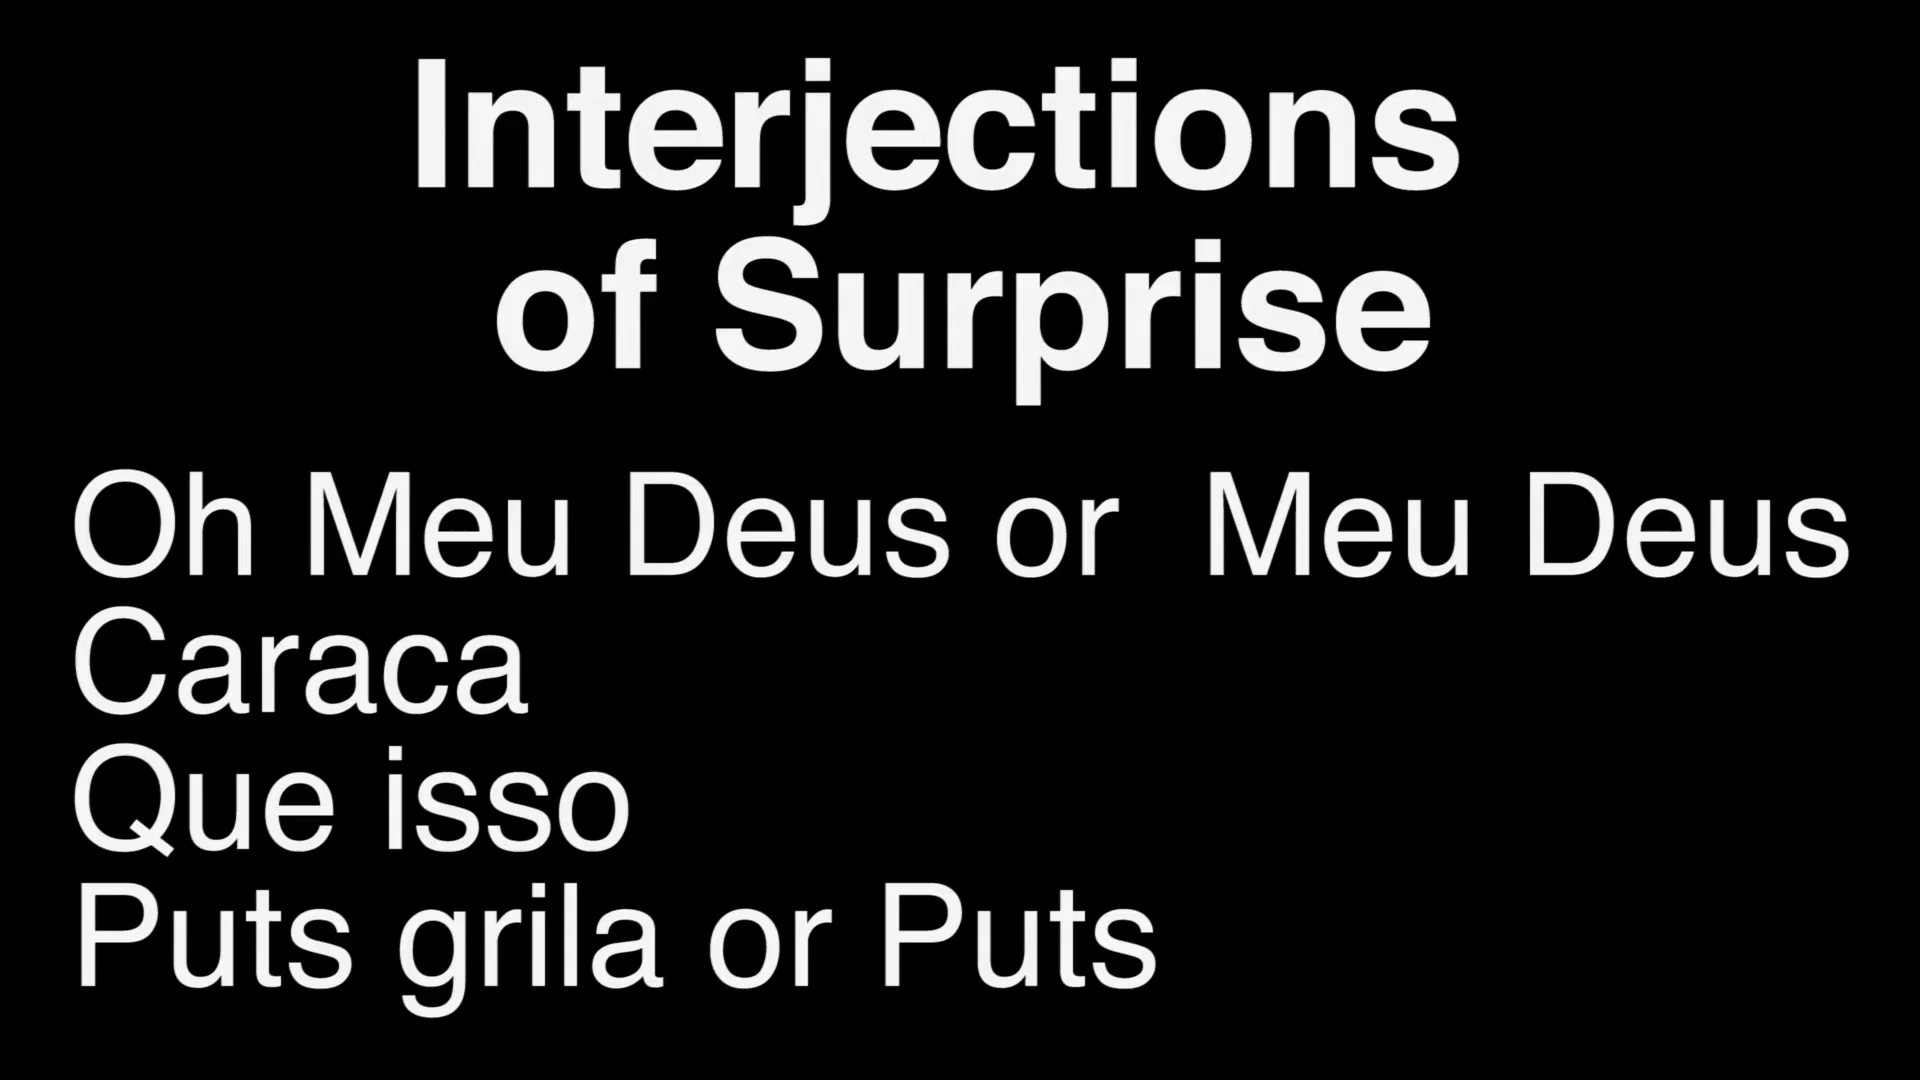 Interjections
of Surprise
Oh Meu Deus or  Meu Deus
Caraca
Que isso
Puts grila or Puts